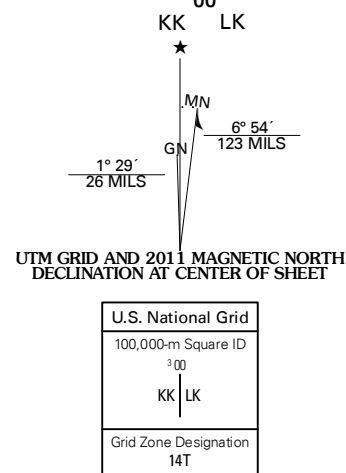 00
KK LK
★
MN
GN
6° 54´
123 MILS
1° 29´
26 MILS
UTM GRID AND 2011 MAGNETIC NORTH
DECLINATION AT CENTER OF SHEET
U.S. National Grid
100,000-m Square ID
³00
KK LK
Grid Zone Designation
14T